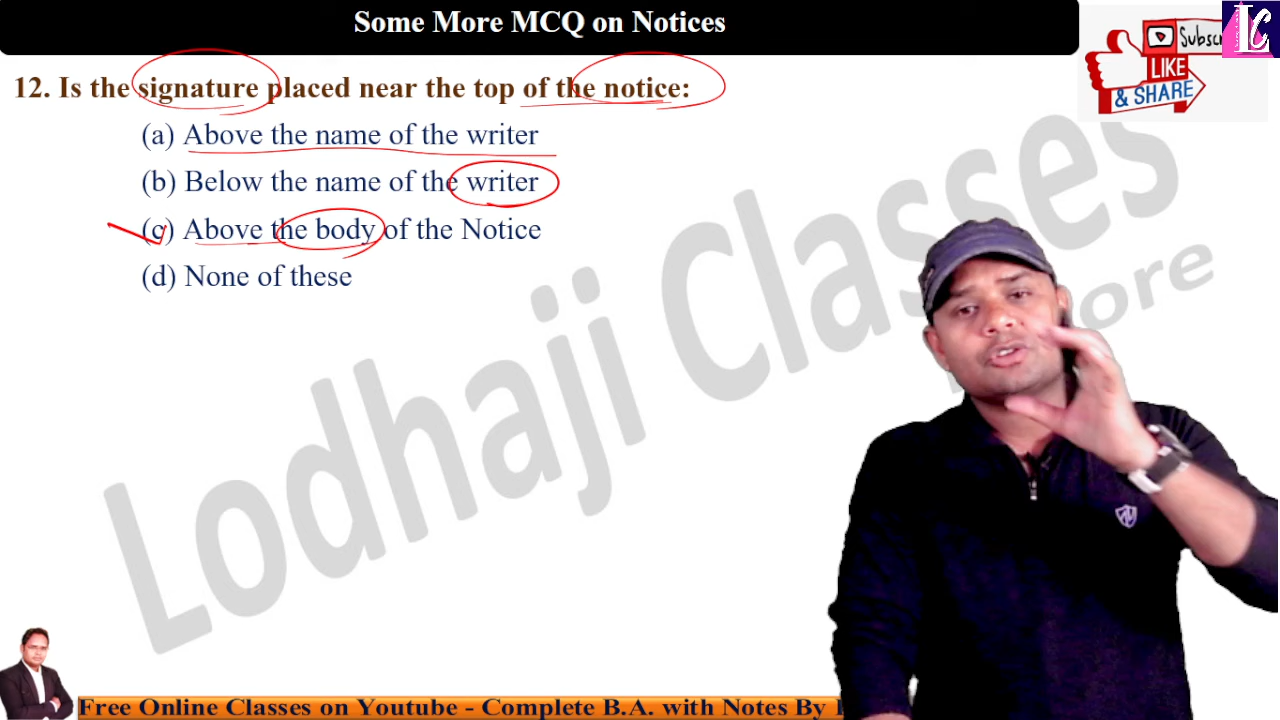 Some More MCQ on Notices
LC
Subscr
LIKE
& SHARE
12. Is the signature placed near the top of the notice:
(a) Above the name of the writer
(b) Below the name of the writer
(c) Above the body of the Notice
(d) None of these
Lodhaji Classes
Free Online Classes on Youtube - Complete B.A. with Notes By